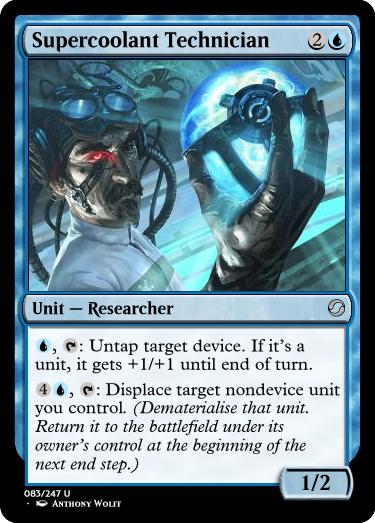 Supercoolant Technician 2
Unit — Researcher
, : Untap target device. If it's a
unit, it gets +1/+1 until end of turn.
4 , : Displace target nondevice unit
you control. (Dematerialise that unit.
Return it to the battlefield under its
owner's control at the beginning of the
next end step.)
1/2
083/247 U
· Anthony Wolff